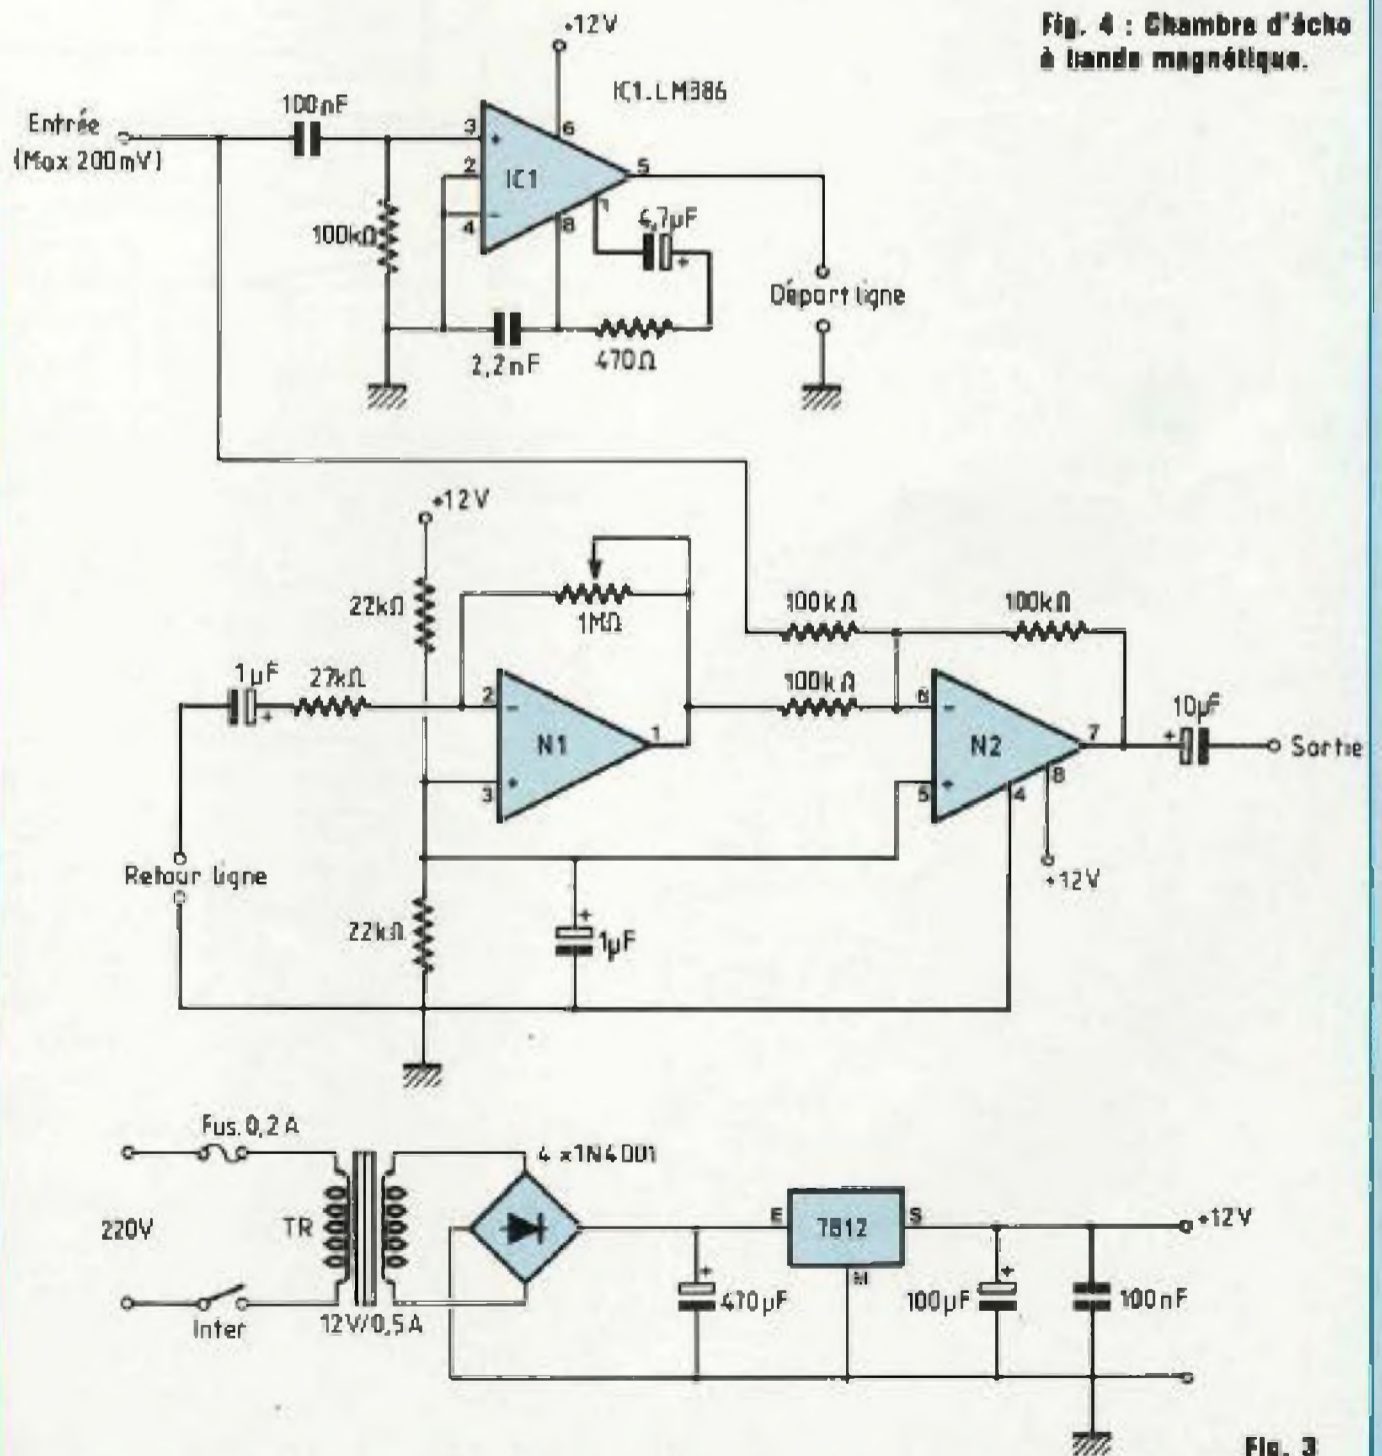 Fig. 4 : Chambre d'écho
à bande magnétique.
+12V
IC1.LM386
100nF
Entrée
(Max 200mV)
3
+
6
2
IC1
5
-
4
8
1
4,7µF
+
100kΩ
Départ ligne
2,2nF
470Ω
+12V
22kΩ
1MΩ
100kΩ
100kΩ
1µF
+
27kΩ
2
-
N1
1
100kΩ
6
-
N2
7
10µF
+
Sortie
+
3
5
+
4
8
+12V
Retour ligne
22kΩ
+
1µF
Fus. 0,2A
4 x1N4001
220V
TR
E
7812
S
+12V
M
+
470µF
+
100µF
100nF
Inter
12V/0,5A
Fig. 3